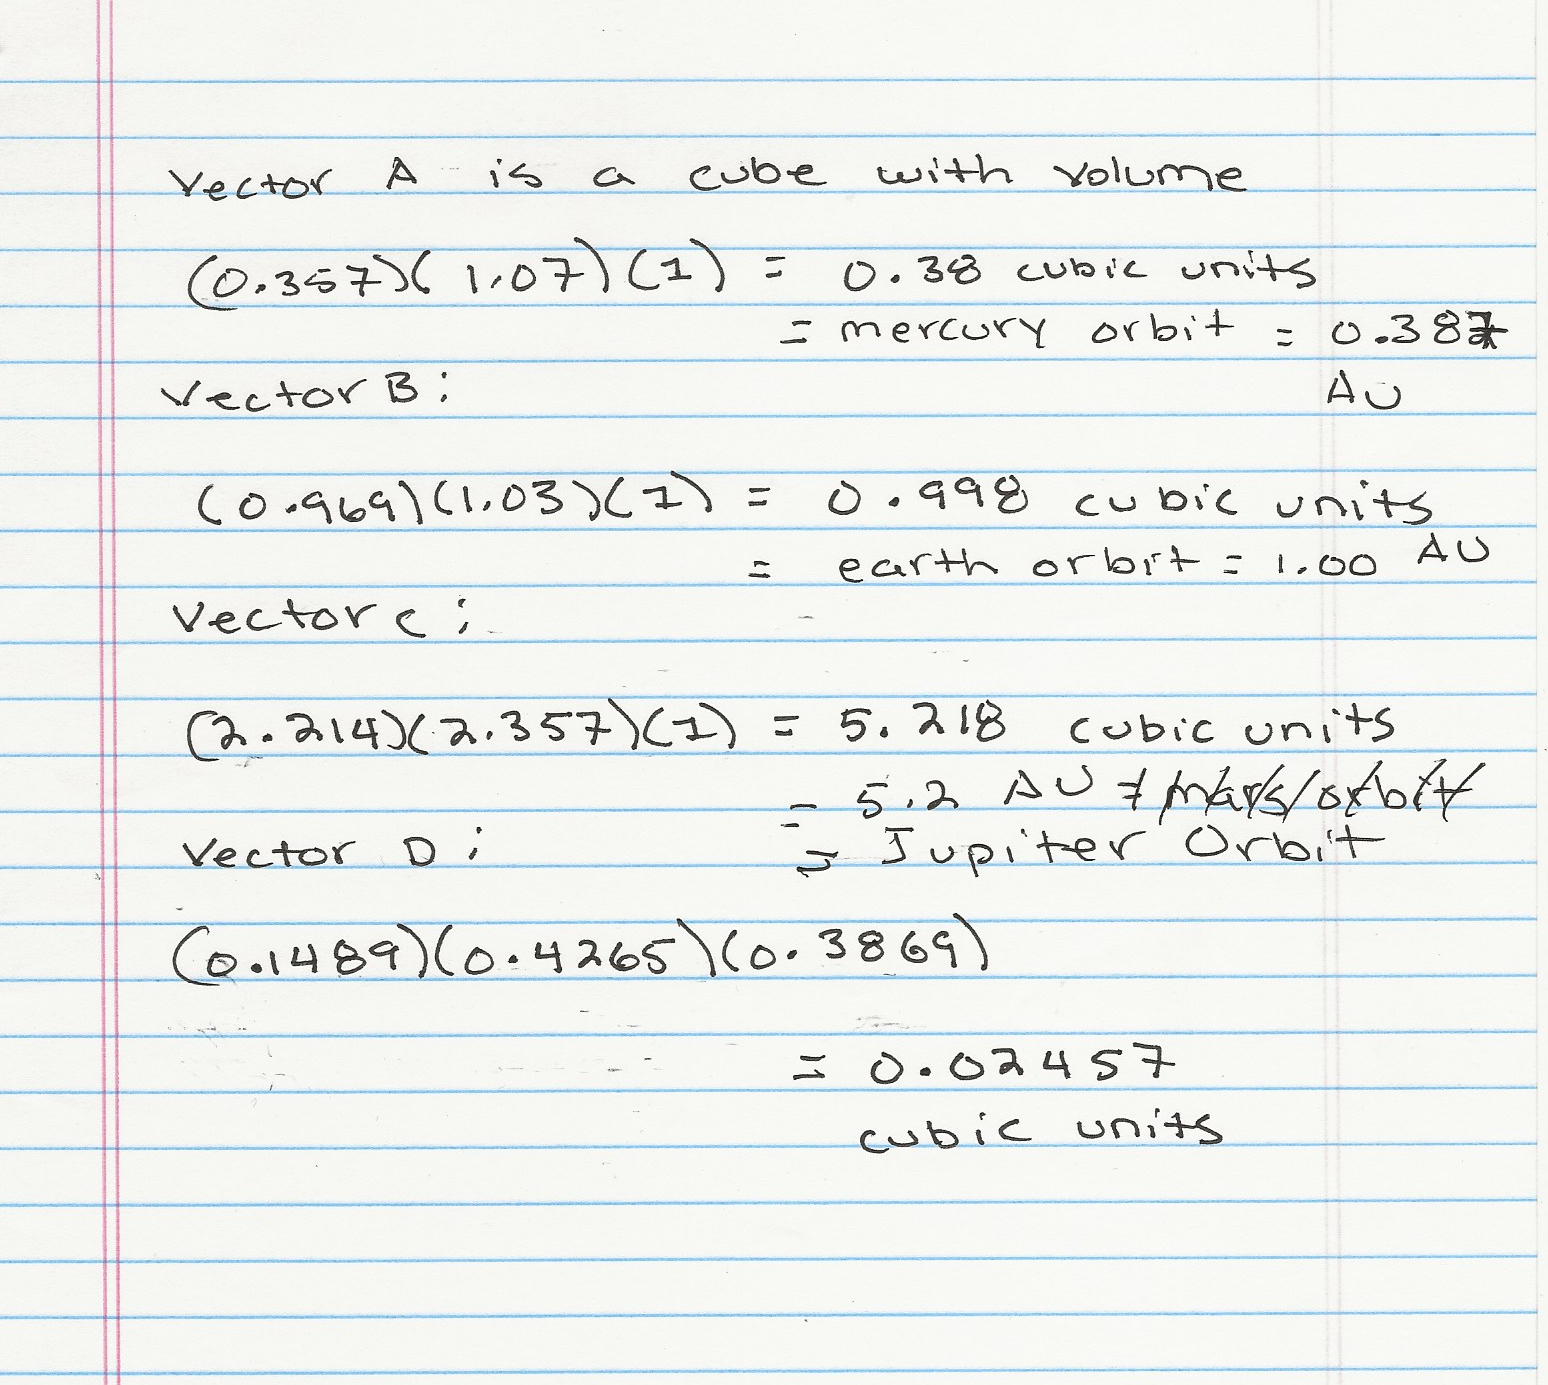 Vector A is a cube with volume
(0.357)(1.07)(1) = 0.38 cubic units
= mercury orbit = 0.387
AU
Vector B:
(0.969)(1.03)(1) = 0.998 cubic units
= earth orbit = 1.00 AU
Vector C:
(2.214)(2.357)(1) = 5.218 cubic units
= 5.2 AU = mars orbit
Vector D:
= Jupiter Orbit
(0.1489)(0.4265)(0.3869)
= 0.02457
cubic units